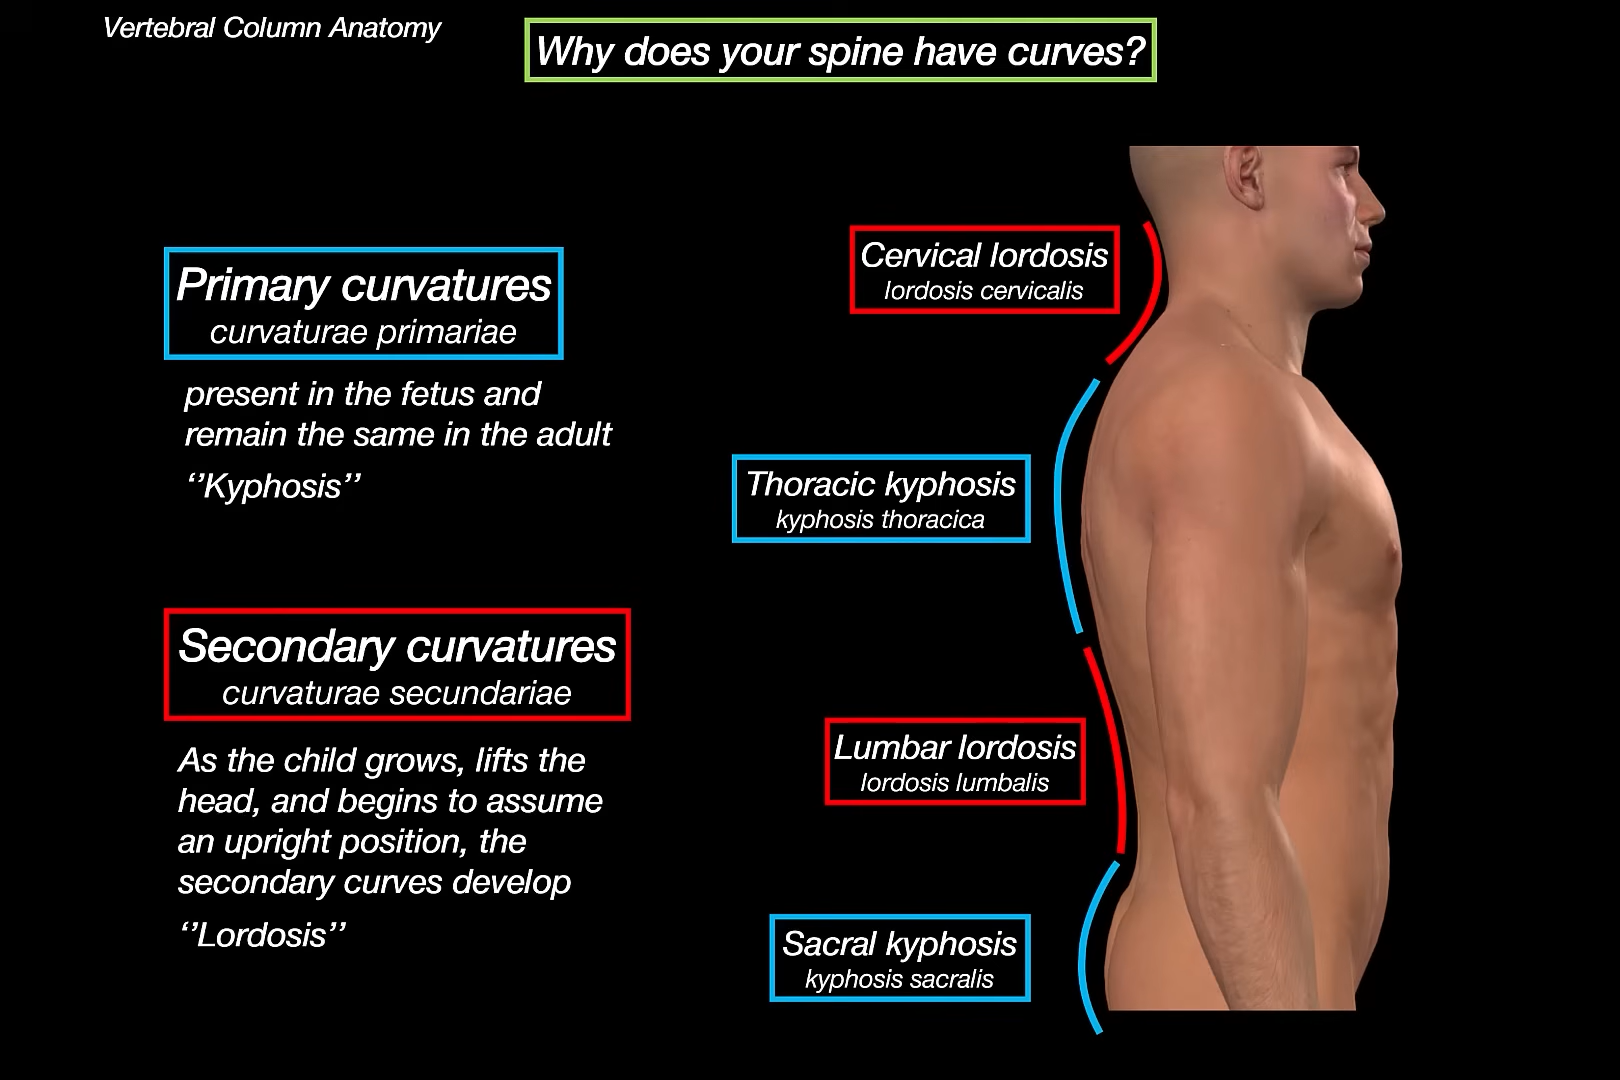 Vertebral Column Anatomy
Why does your spine have curves?
Primary curvatures
curvaturae primariae
present in the fetus and
remain the same in the adult
‘’Kyphosis’’
Secondary curvatures
curvaturae secundariae
As the child grows, lifts the
head, and begins to assume
an upright position, the
secondary curves develop
‘’Lordosis’’
Cervical lordosis
lordosis cervicalis
Thoracic kyphosis
kyphosis thoracica
Lumbar lordosis
lordosis lumbalis
Sacral kyphosis
kyphosis sacralis